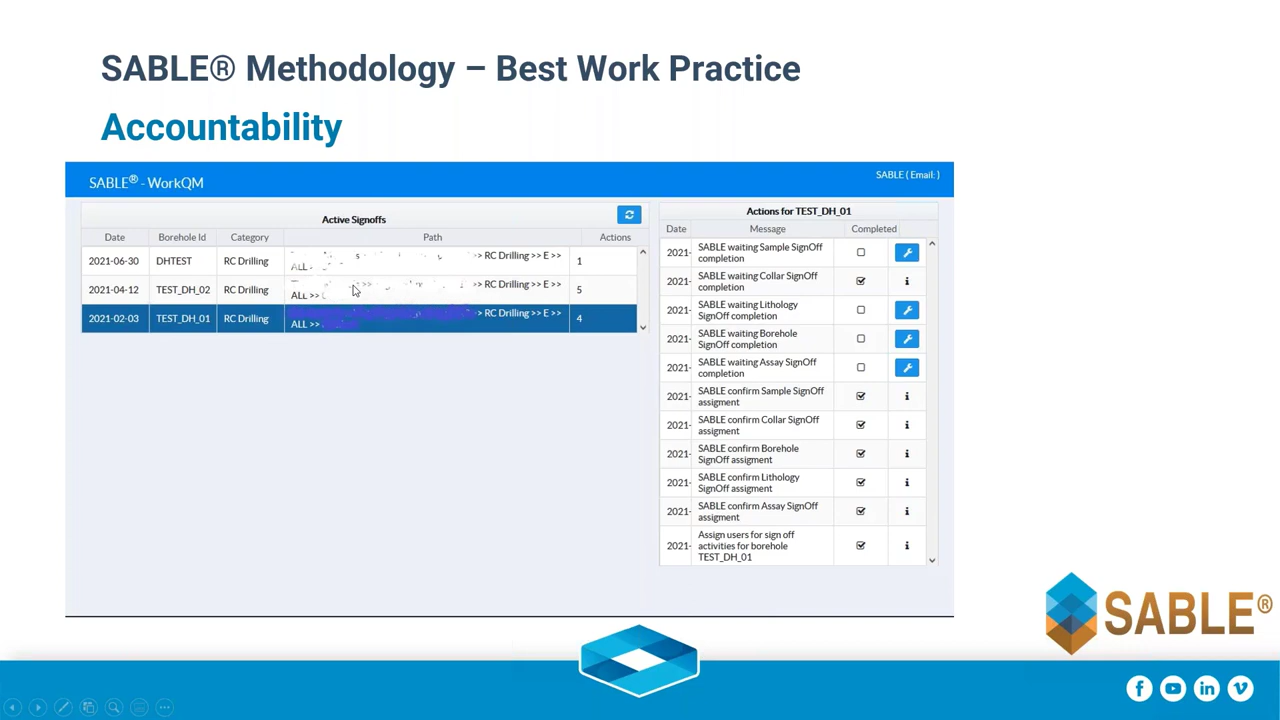 SABLE® Methodology – Best Work Practice
Accountability
SABLE® - WorkQM
SABLE ( Email: )
Active Signoffs
Date Borehole Id Category Path Actions
2021-06-30 DHTEST RC Drilling > RC Drilling >> E >> 1
ALL >
2021-04-12 TEST_DH_02 RC Drilling > RC Drilling >> E >> 5
ALL >>
2021-02-03 TEST_DH_01 RC Drilling > RC Drilling >> E >> 4
ALL >>
Actions for TEST_DH_01
Date Message Completed
2021- SABLE waiting Sample SignOff
completion
SABLE waiting Collar SignOff
2021- completion
2021- SABLE waiting Lithology
SignOff completion
2021- SABLE waiting Borehole
SignOff completion
2021- SABLE waiting Assay SignOff
completion
2021- SABLE confirm Sample SignOff
assigment
2021- SABLE confirm Collar SignOff
assigment
2021- SABLE confirm Borehole
SignOff assigment
2021- SABLE confirm Lithology
SignOff assigment
2021- SABLE confirm Assay SignOff
assigment
Assign users for sign off
2021- activities for borehole
TEST_DH_01
SABLE®